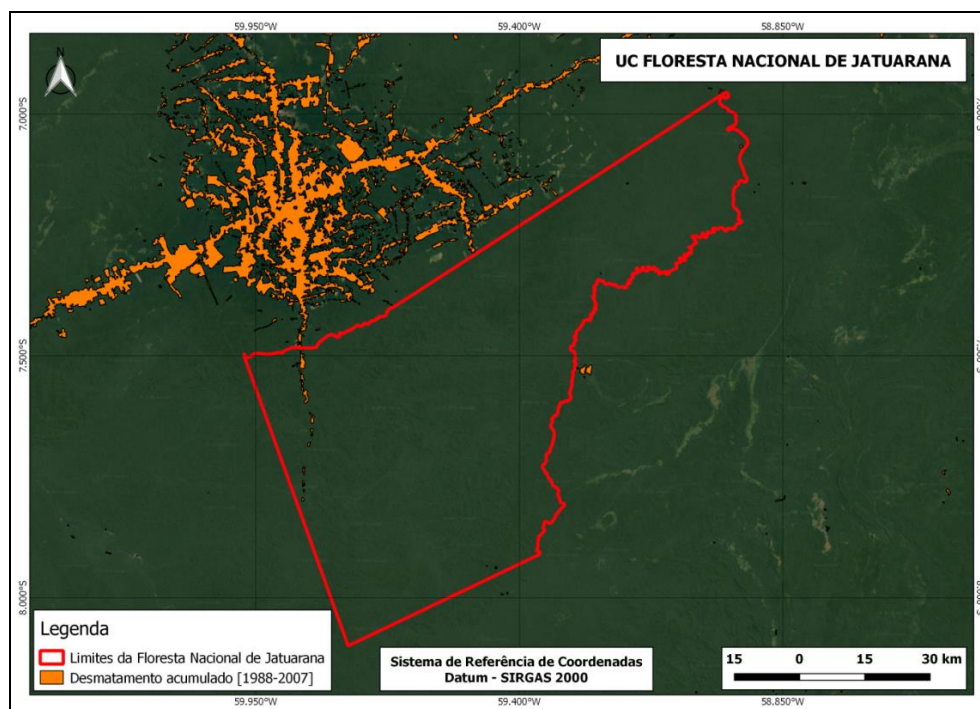 59.950°W 59.400°W 58.850°W
N
UC FLORESTA NACIONAL DE JATUARANA
7.000°S
7.000°S
7.500°S
7.500°S
8.000°S
8.000°S
Legenda
Limites da Floresta Nacional de Jatuarana
Desmatamento acumulado [1988-2007]
Sistema de Referência de Coordenadas
Datum - SIRGAS 2000
15 0 15 30 km
59.950°W 59.400°W 58.850°W